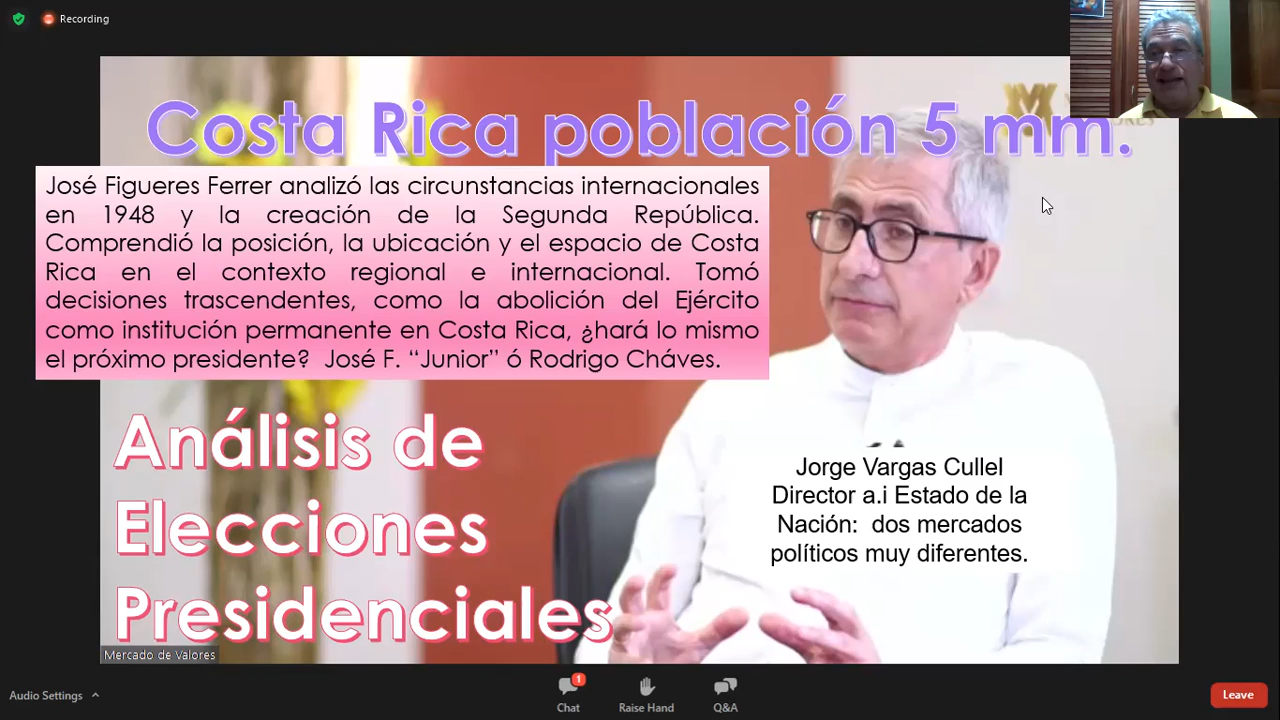 Recording
Costa Rica población 5 mm.
José Figueres Ferrer analizó las circunstancias internacionales
en 1948 y la creación de la Segunda República.
Comprendió la posición, la ubicación y el espacio de Costa
Rica en el contexto regional e internacional. Tomó
decisiones trascendentes, como la abolición del Ejército
como institución permanente en Costa Rica, ¿hará lo mismo
el próximo presidente? José F. “Junior” ó Rodrigo Cháves.
Análisis de
Elecciones
Presidenciales
Jorge Vargas Cullel
Director a.i Estado de la
Nación: dos mercados
políticos muy diferentes.
Mercado de Valores
Audio Settings
1
Chat
Raise Hand
Q&A
Leave